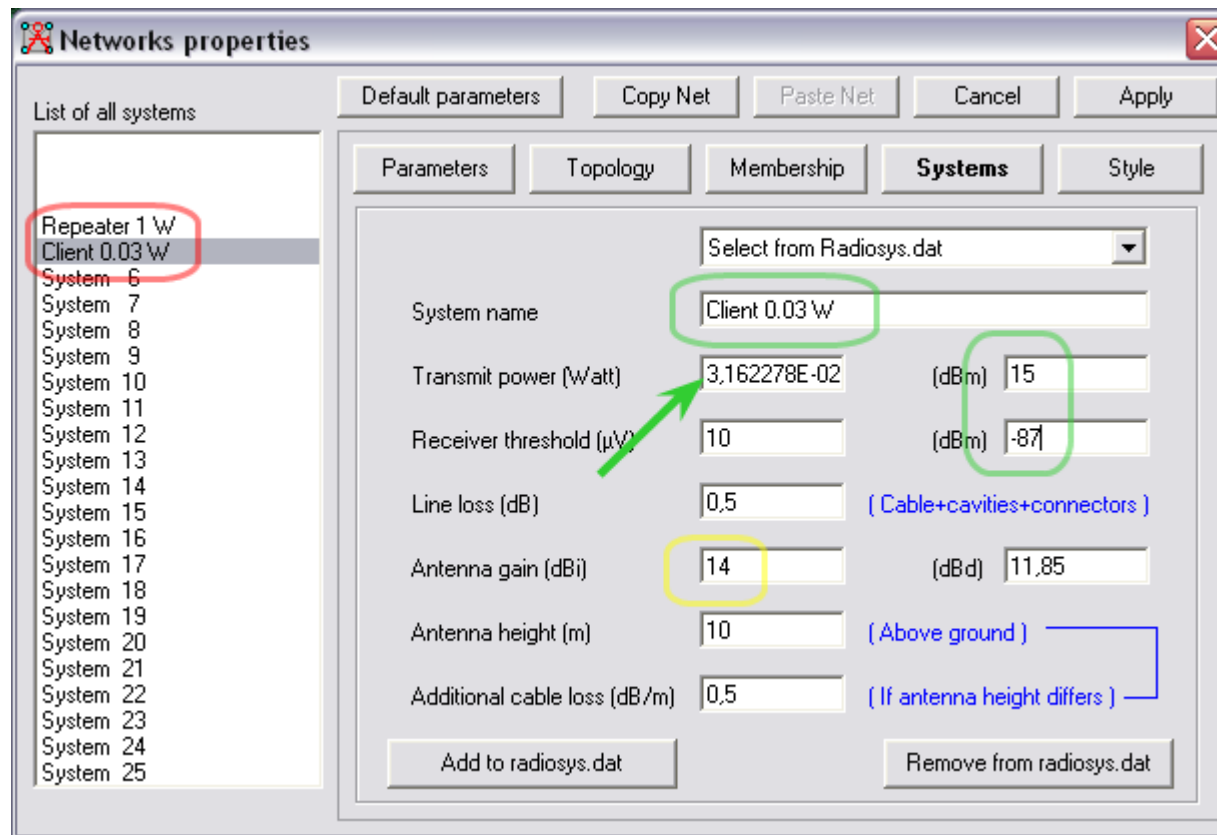 Networks properties
List of all systems
Default parameters Copy Net Paste Net Cancel Apply
Parameters Topology Membership Systems Style
Repeater 1 W
Client 0.03 W
System 6
System 7
System 8
System 9
System 10
System 11
System 12
System 13
System 14
System 15
System 16
System 17
System 18
System 19
System 20
System 21
System 22
System 23
System 24
System 25
Select from Radiosys.dat
System name Client 0.03 W
Transmit power (Watt) 3,162278E-02 (dBm) 15
Receiver threshold (µV) 10 (dBm) -87
Line loss (dB) 0,5 ( Cable+cavities+connectors )
Antenna gain (dBi) 14 (dBd) 11,85
Antenna height (m) 10 ( Above ground )
Additional cable loss (dB/m) 0,5 ( If antenna height differs )
Add to radiosys.dat Remove from radiosys.dat